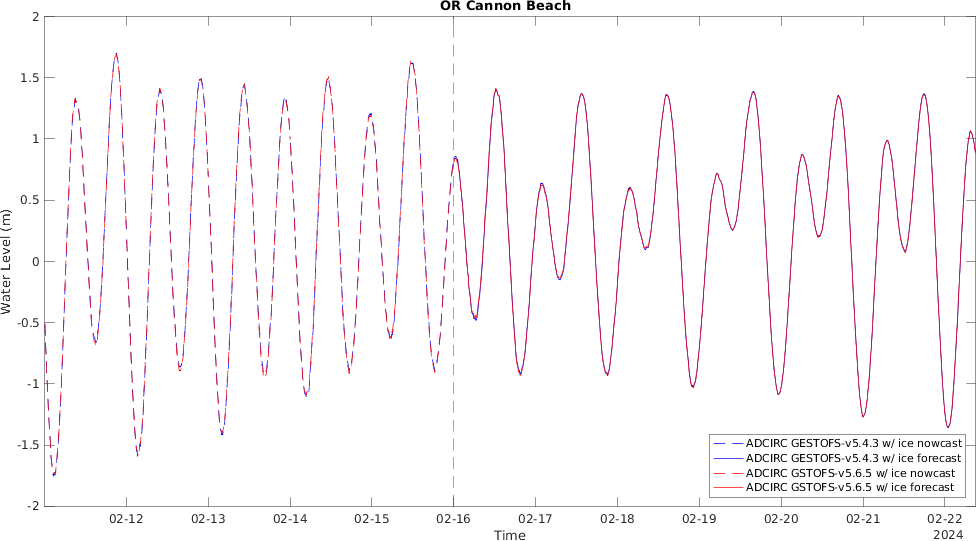 OR Cannon Beach
2
1.5
1
0.5
0
-0.5
-1
-1.5
-2
Water Level (m)
ADCIRC GESTOFS-v5.4.3 w/ ice nowcast
ADCIRC GESTOFS-v5.4.3 w/ ice forecast
ADCIRC GSTOFS-v5.6.5 w/ ice nowcast
ADCIRC GSTOFS-v5.6.5 w/ ice forecast
02-12 02-13 02-14 02-15 02-16 02-17 02-18 02-19 02-20 02-21 02-22
Time 2024